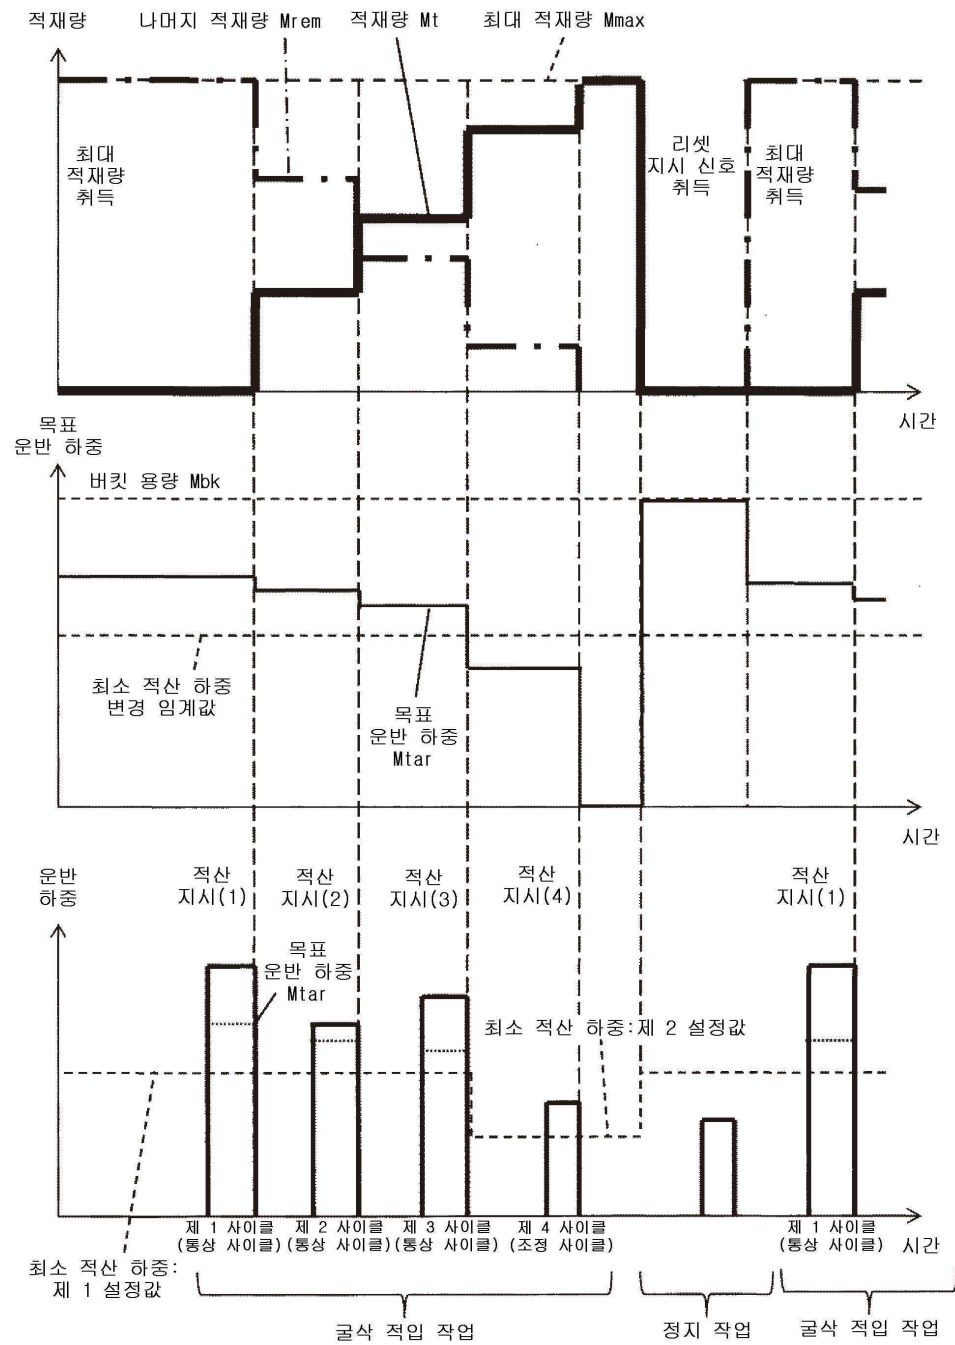 적재량
나머지 적재량 Mrem
적재량 Mt
최대 적재량 Mmax
최대
적재량
취득
리셋
지시 신호
취득
최대
적재량
취득
시간
목표
운반 하중
버킷 용량 Mbk
최소 적산 하중
변경 임계값
목표
운반 하중
Mtar
시간
운반
하중
적산
지시(1)
적산
지시(2)
적산
지시(3)
적산
지시(4)
적산
지시(1)
목표
운반 하중
Mtar
최소 적산 하중:제 2 설정값
제 1 사이클
(통상 사이클)
제 2 사이클
(통상 사이클)
제 3 사이클
(통상 사이클)
제 4 사이클
(조정 사이클)
제 1 사이클
(통상 사이클)
시간
최소 적산 하중:
제 1 설정값
굴삭 적입 작업
정지 작업
굴삭 적입 작업